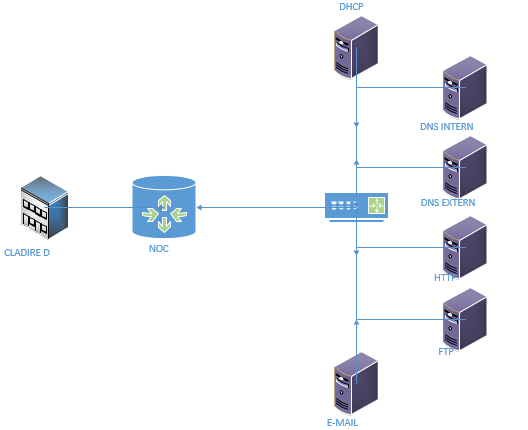 DHCP
DNS INTERN
DNS EXTERN
CLADIRE D
NOC
HTTP
FTP
E-MAIL